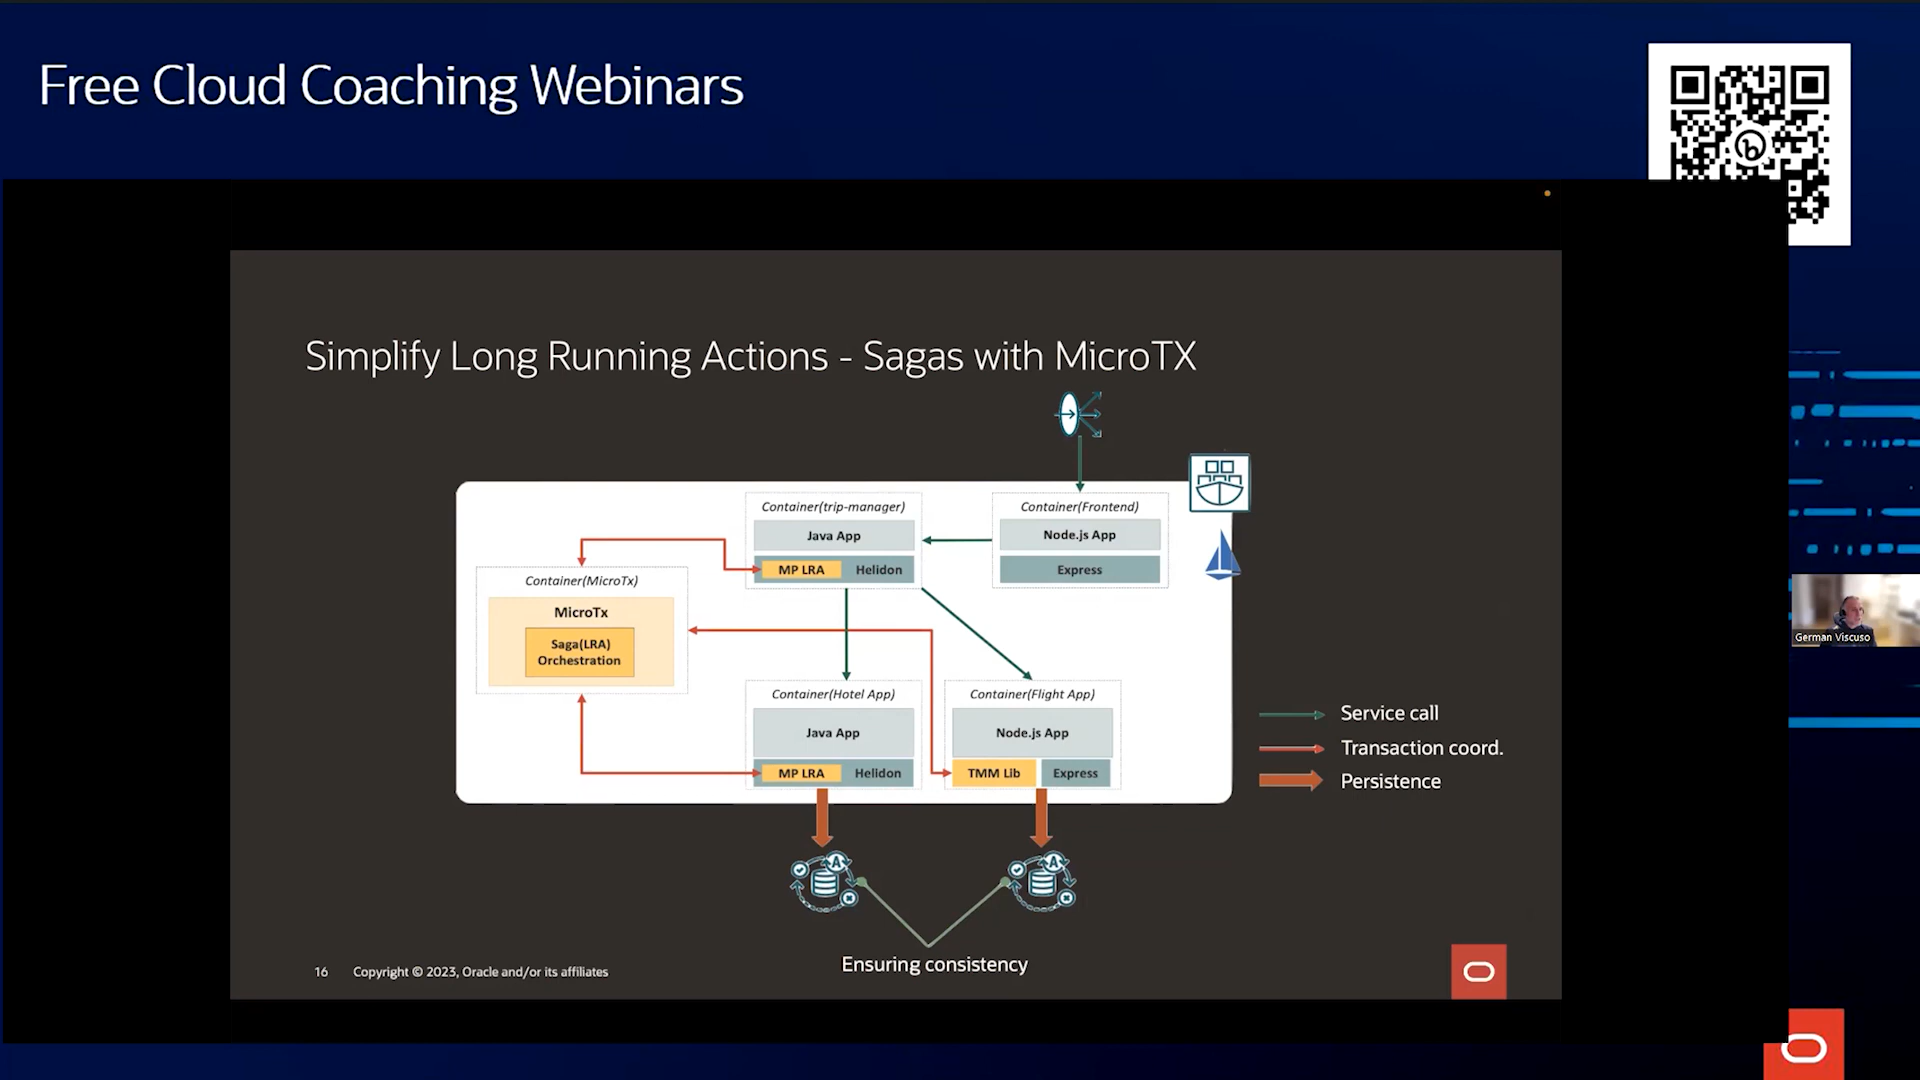 Free Cloud Coaching Webinars
Simplify Long Running Actions - Sagas with MicroTX
Container(trip-manager)
Java App
MP LRA
Helidon
Container(Frontend)
Node.js App
Express
Container(MicroTx)
MicroTx
Saga(LRA)
Orchestration
Container(Hotel App)
Java App
MP LRA
Helidon
Container(Flight App)
Node.js App
TMM Lib
Express
Service call
Transaction coord.
Persistence
German Viscuso
A
A
Ensuring consistency
16
Copyright © 2023, Oracle and/or its affiliates